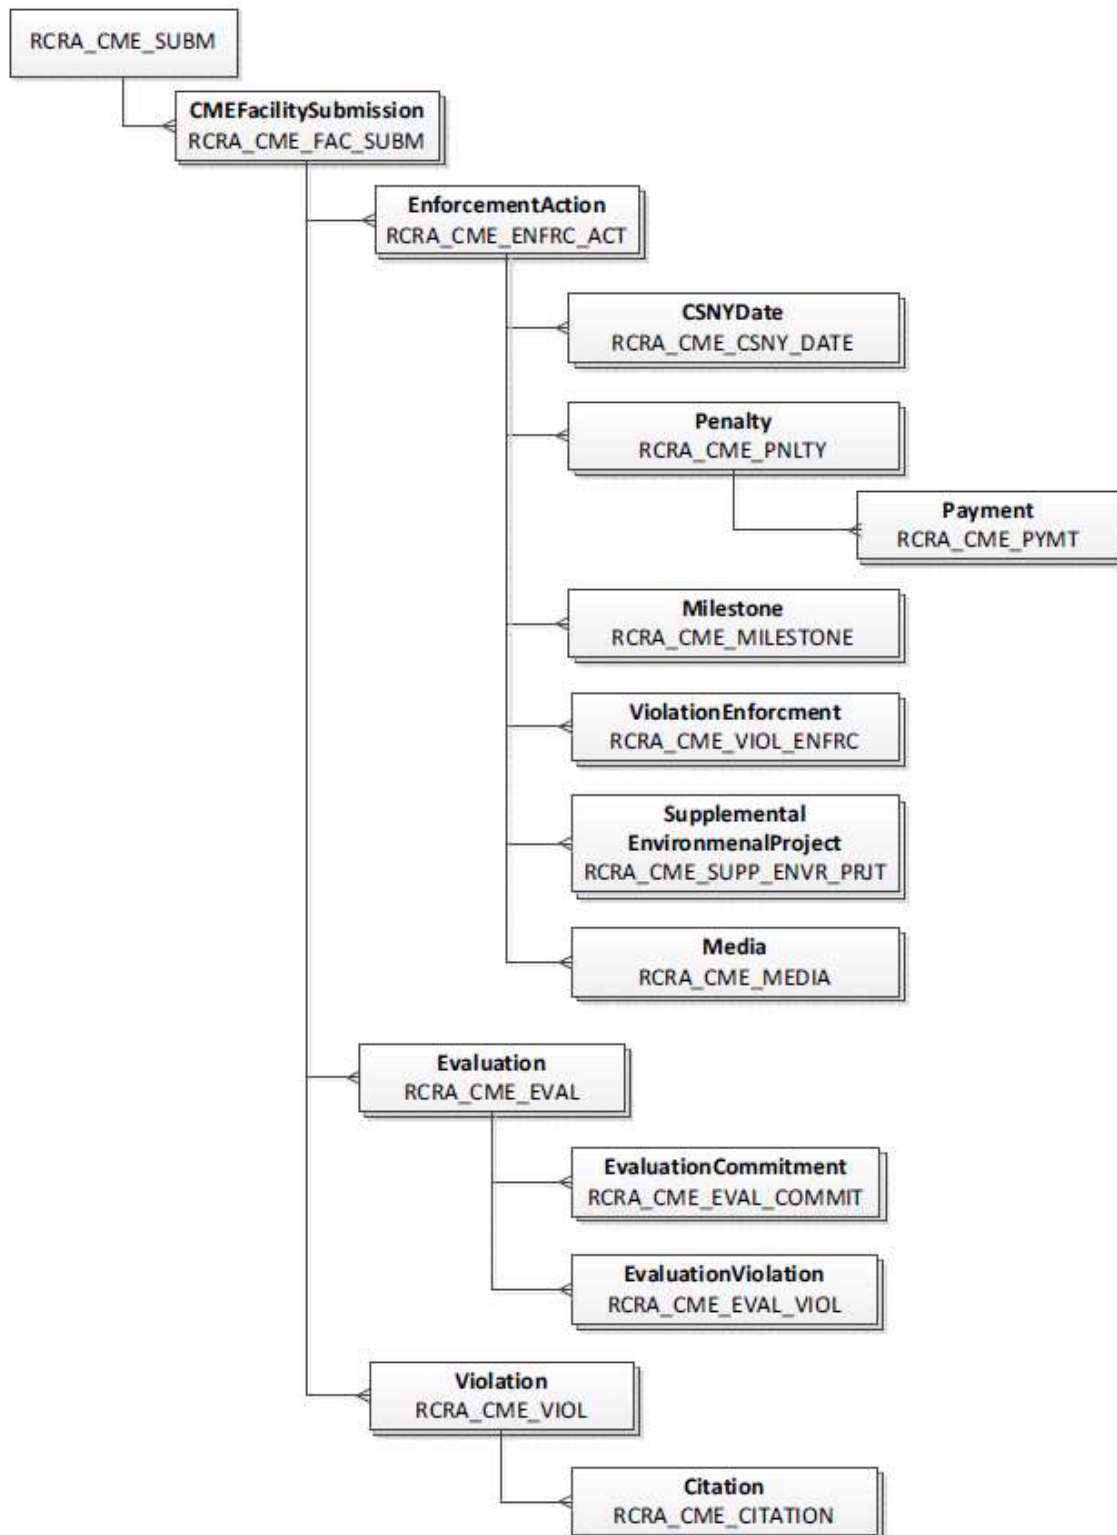 RCRA_CME_SUBM
CMEFacilitySubmission
RCRA_CME_FAC_SUBM
EnforcementAction
RCRA_CME_ENFRC_ACT
CSNYDate
RCRA_CME_CSNY_DATE
Penalty
RCRA_CME_PNLTY
Payment
RCRA_CME_PYMT
Milestone
RCRA_CME_MILESTONE
ViolationEnforcment
RCRA_CME_VIOL_ENFRC
Supplemental
EnvironmenalProject
RCRA_CME_SUPP_ENVR_PRJT
Media
RCRA_CME_MEDIA
Evaluation
RCRA_CME_EVAL
EvaluationCommitment
RCRA_CME_EVAL_COMMIT
EvaluationViolation
RCRA_CME_EVAL_VIOL
Violation
RCRA_CME_VIOL
Citation
RCRA_CME_CITATION